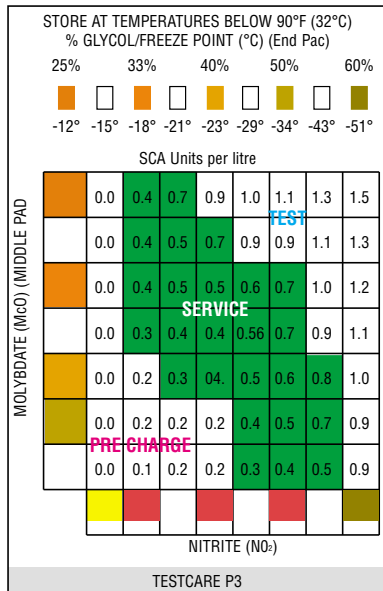 STORE AT TEMPERATURES BELOW 90°F (32°C)
% GLYCOL/FREEZE POINT (°C) (End Pac)
25% 33% 40% 50% 60%
-12° -15° -18° -21° -23° -29° -34° -43° -51°
SCA Units per litre
MOLYBDATE (McO) (MIDDLE PAD
0.0 0.4 0.7 0.9 1.0 1.1 1.3 1.5
TEST
0.0 0.4 0.5 0.7 0.9 0.9 1.1 1.3
0.0 0.4 0.5 0.5 0.6 0.7 1.0 1.2
SERVICE
0.0 0.3 0.4 0.4 0.56 0.7 0.9 1.1
0.0 0.2 0.3 04. 0.5 0.6 0.8 1.0
0.0 0.2 0.2 0.2 0.4 0.5 0.7 0.9
PRE CHARGE
0.0 0.1 0.2 0.2 0.3 0.4 0.5 0.9
NITRITE (NO₂)
TESTCARE P3